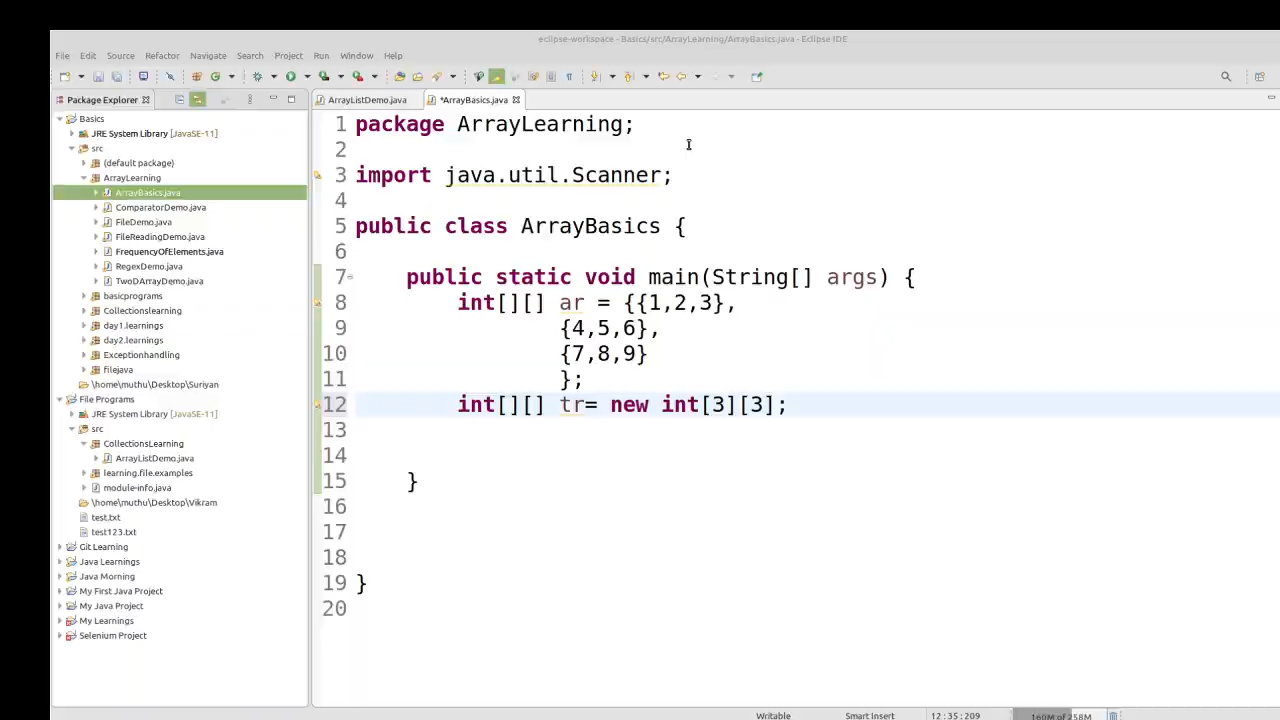 eclipse-workspace - Basics/src/ArrayLearning/ArrayBasics.java - Eclipse IDE
File Edit Source Refactor Navigate Search Project Run Window Help
Package Explorer
Basics
JRE System Library [JavaSE-11]
src
(default package)
ArrayLearning
ArrayBasics.java
ComparatorDemo.java
FileDemo.java
FileReadingDemo.java
FrequencyOfElements.java
RegexDemo.java
TwoDArrayDemo.java
basicprograms
Collectionslearning
day1.learnings
day2.learnings
Exceptionhandling
filejava
\home\muthu\Desktop\Suriyan
File Programs
JRE System Library [JavaSE-11]
src
CollectionsLearning
ArrayListDemo.java
learning.file.examples
module-info.java
\home\muthu\Desktop\Vikram
test.txt
test123.txt
Git Learning
Java Learnings
Java Morning
My First Java Project
My Java Project
My Learnings
Selenium Project
ArrayListDemo.java *ArrayBasics.java
1 package ArrayLearning;
2
3 import java.util.Scanner;
4
5 public class ArrayBasics {
6
7 public static void main(String[] args) {
8 int[][] ar = {{1,2,3},
9 {4,5,6},
10 {7,8,9}
11 };
12 int[][] tr= new int[3][3];
13
14
15 }
16
17
18
19 }
20
Writable Smart Insert 12:35:209 160M of 258M